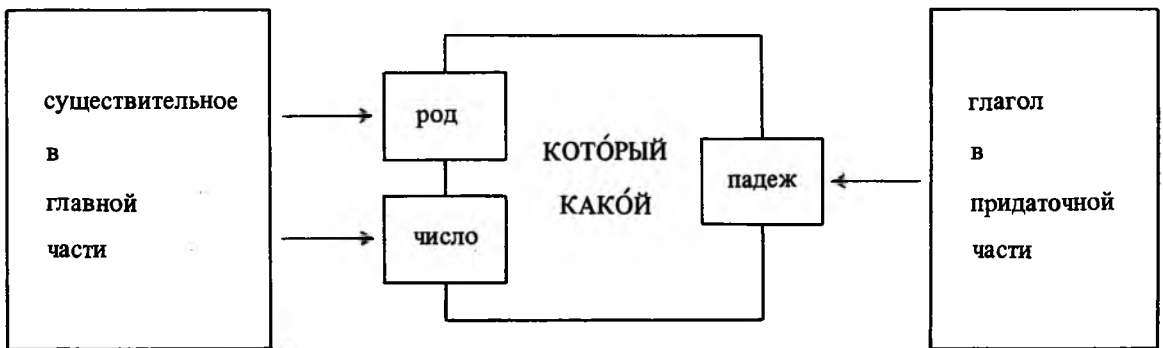 существительное
в
главной
части
род
число
КОТО́РЫЙ
КАКО́Й
падеж
глагол
в
придаточной
части